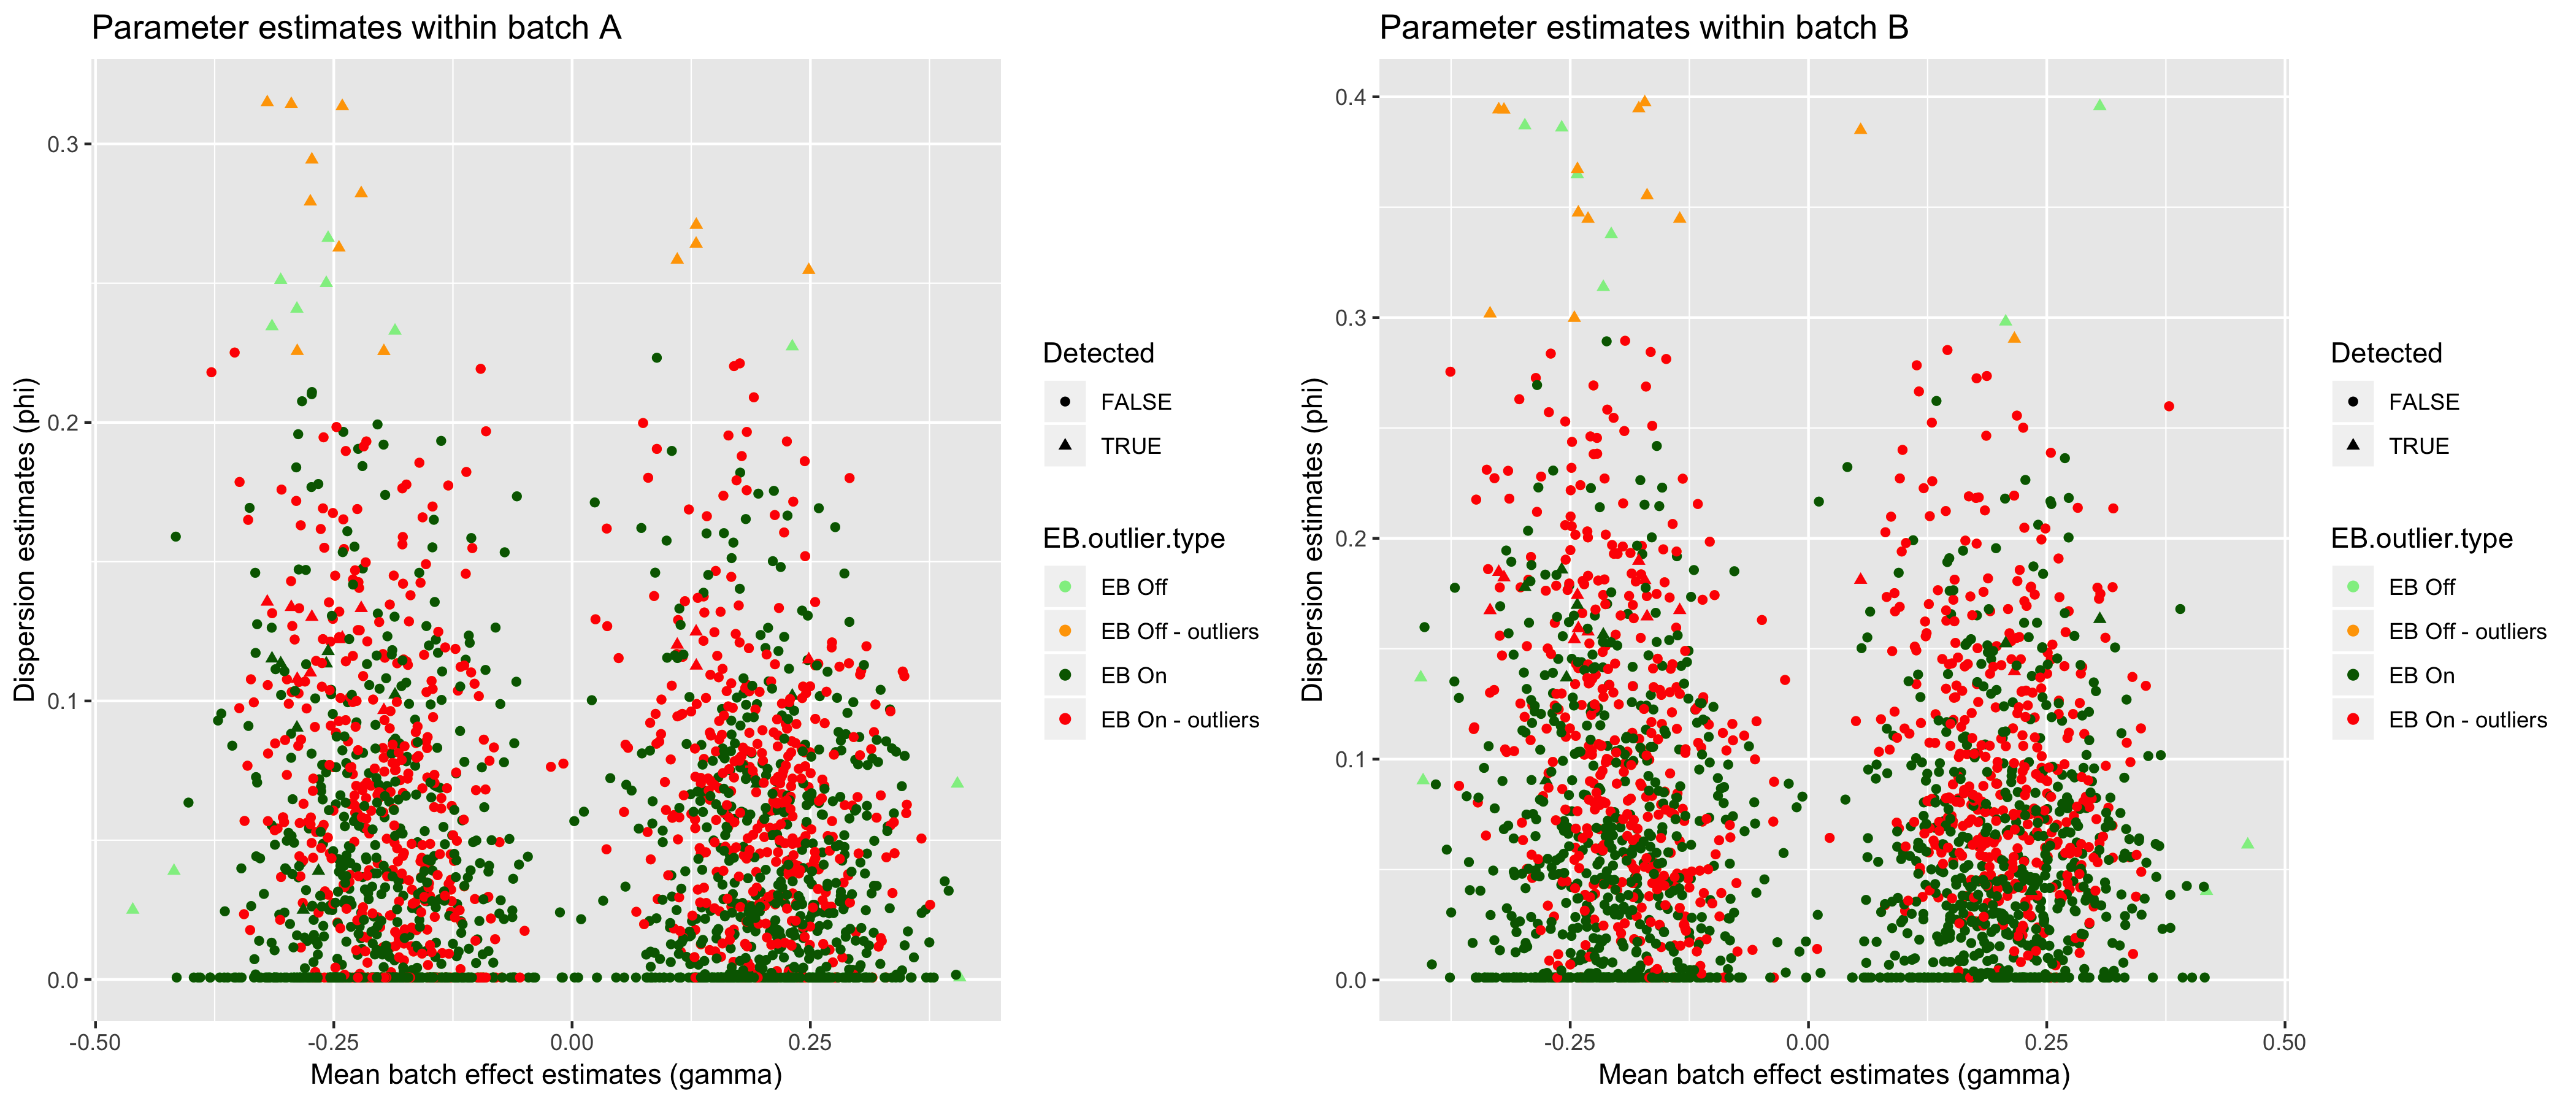 Parameter estimates within batch A
Dispersion estimates (phi)
0.3
0.2
0.1
0.0
-0.50
-0.25
0.00
0.25
Mean batch effect estimates (gamma)
Detected
FALSE
TRUE
EB.outlier.type
EB Off
EB Off - outliers
EB On
EB On - outliers
Parameter estimates within batch B
Dispersion estimates (phi)
0.4
0.3
0.2
0.1
0.0
-0.25
0.00
0.25
0.50
Mean batch effect estimates (gamma)
Detected
FALSE
TRUE
EB.outlier.type
EB Off
EB Off - outliers
EB On
EB On - outliers